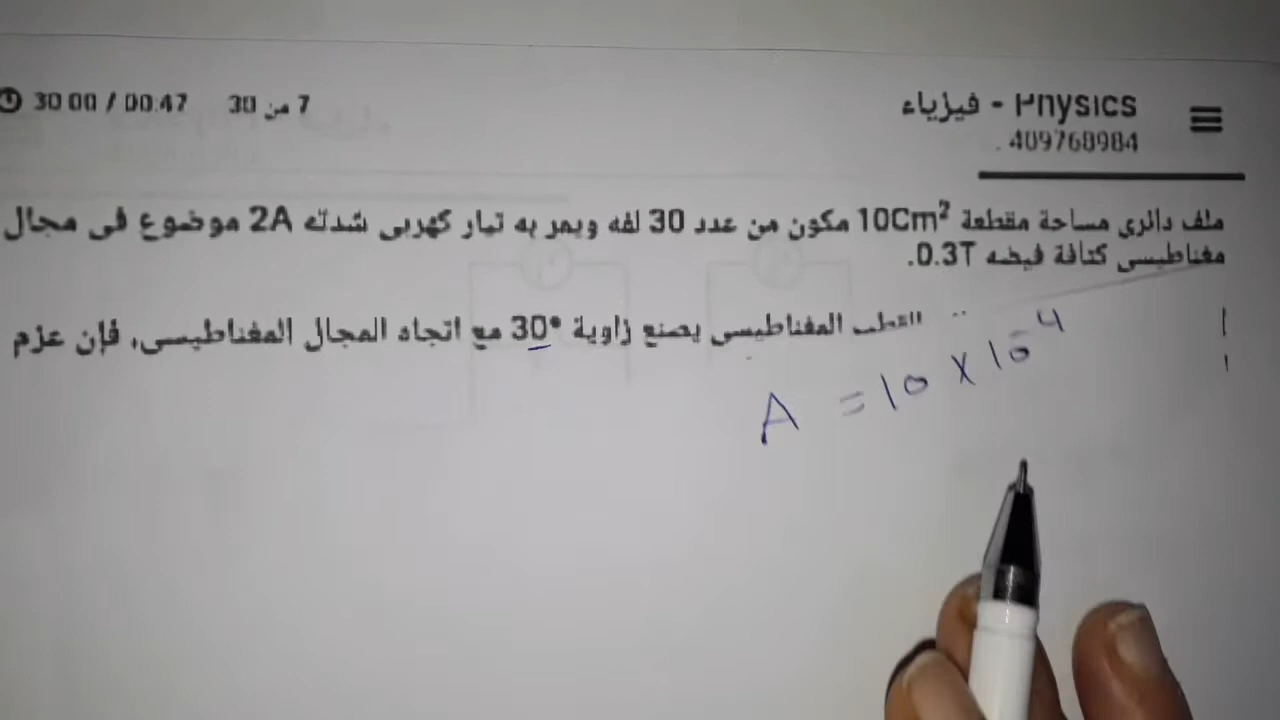 Physics - فيزياء
7 من 30 00:47 / 30:00
409768984
ملف دائرى مساحة مقطعة 10Cm² مكون من عدد 30 لفه ويمر به تيار كهربى شدته 2A موضوع فى مجال
مغناطيسى كثافة فيضه 0.3T.
القطب المغناطيسى يصنع زاوية 30° مع اتجاه المجال المغناطيسى، فإن عزم
A = 10 x 10⁻⁴